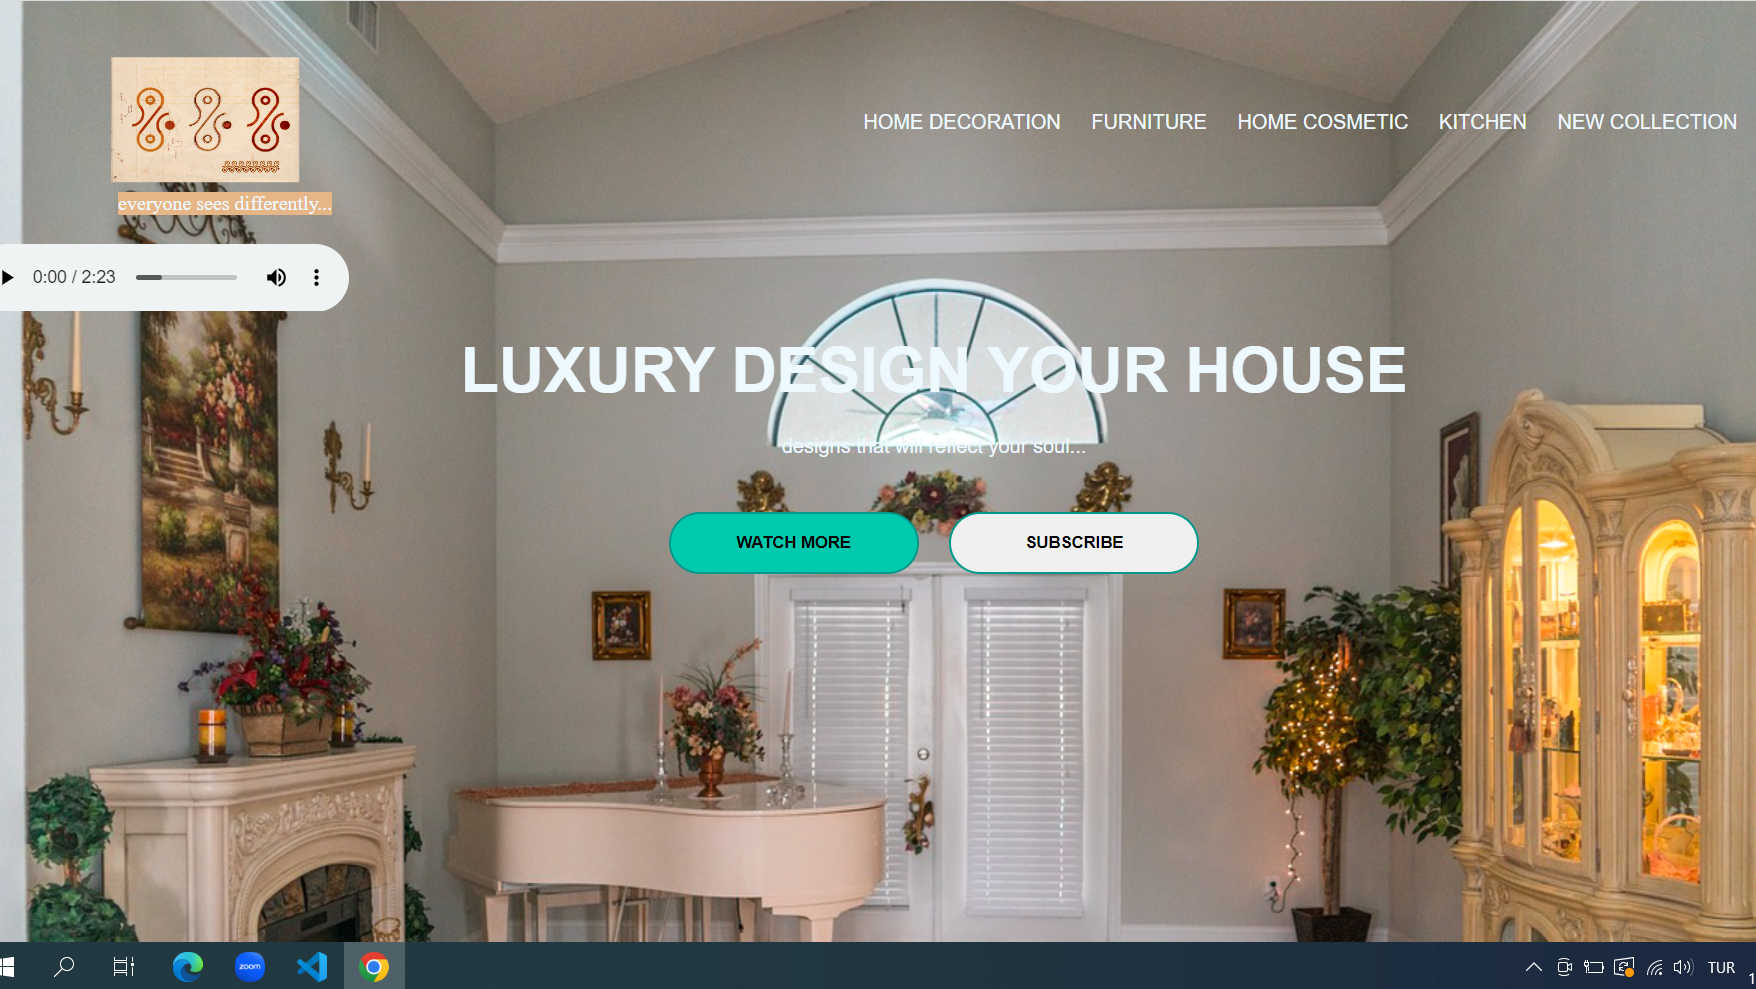 HOME DECORATION FURNITURE HOME COSMETIC KITCHEN NEW COLLECTION
everyone sees differently...
0:00 / 2:23
LUXURY DESIGN YOUR HOUSE
designs that will reflect your soul...
WATCH MORE SUBSCRIBE
zoom
TUR